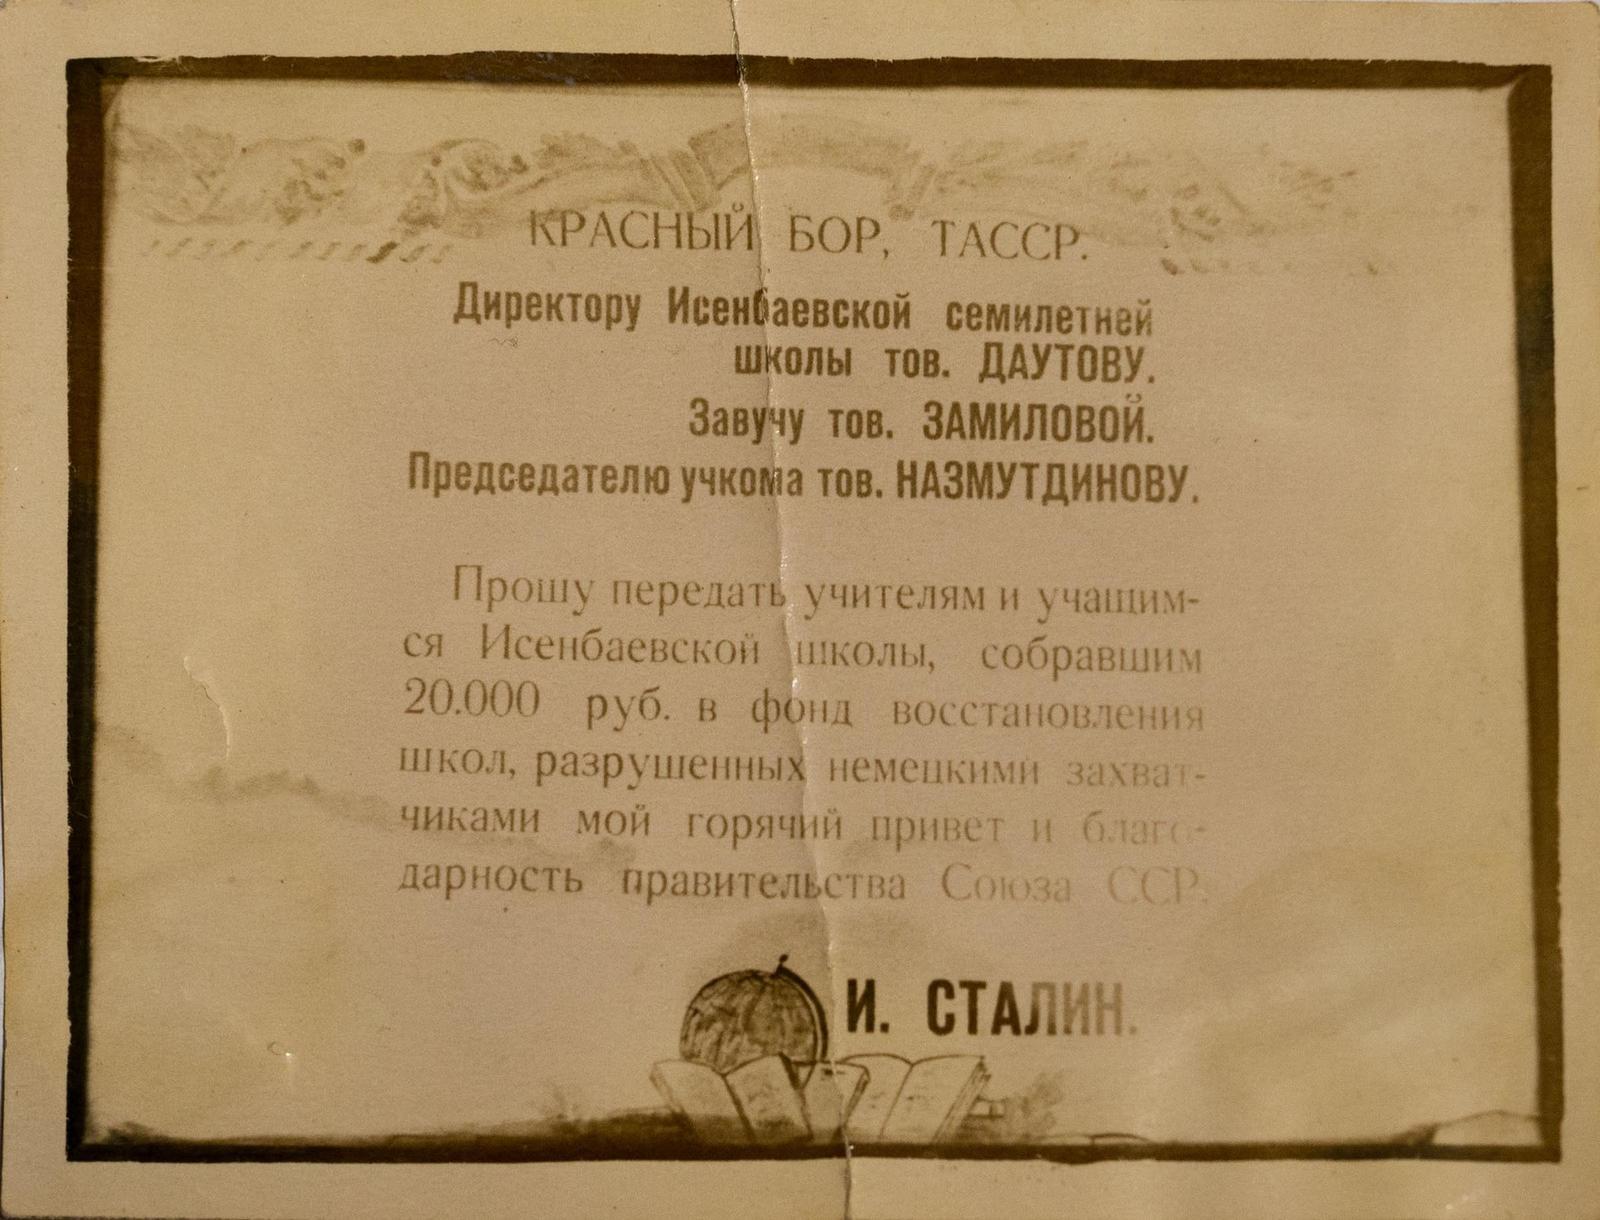 КРАСНЫЙ БОР, ТАССР.
Директору Исенбаевской семилетней
школы тов. ДАУТОВУ.
Завучу тов. ЗАМИЛОВОЙ.
Председателю учкома тов. НАЗМУТДИНОВУ.
Прошу передать учителям и учащим-
ся Исенбаевской школы, собравшим
20.000 руб. в фонд восстановления
школ, разрушенных немецкими захват-
чиками мой горячий привет и благо-
дарность правительства Союза ССР.
И. СТАЛИН.